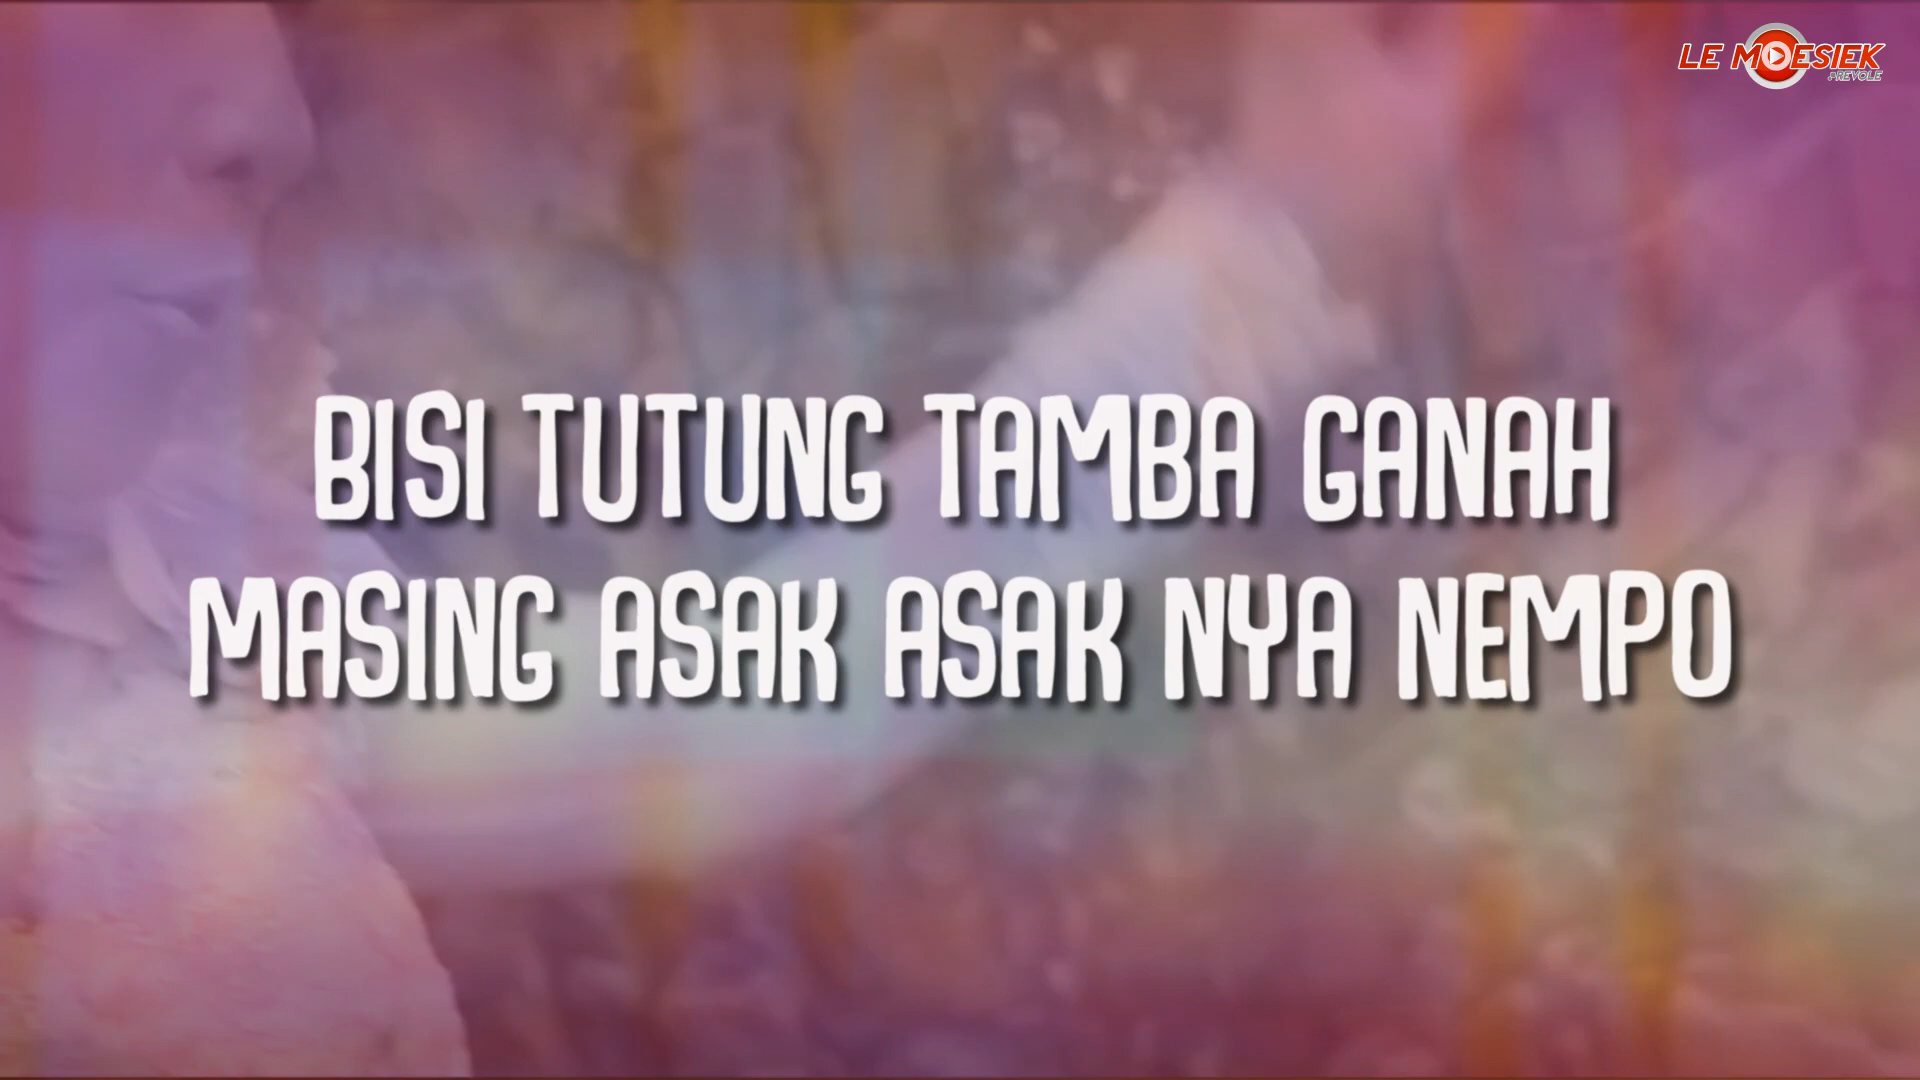 LE MOESIEK
REVOLE
BISI TUTUNG TAMBA GANAH
MASING ASAK ASAK NYA NEMPO